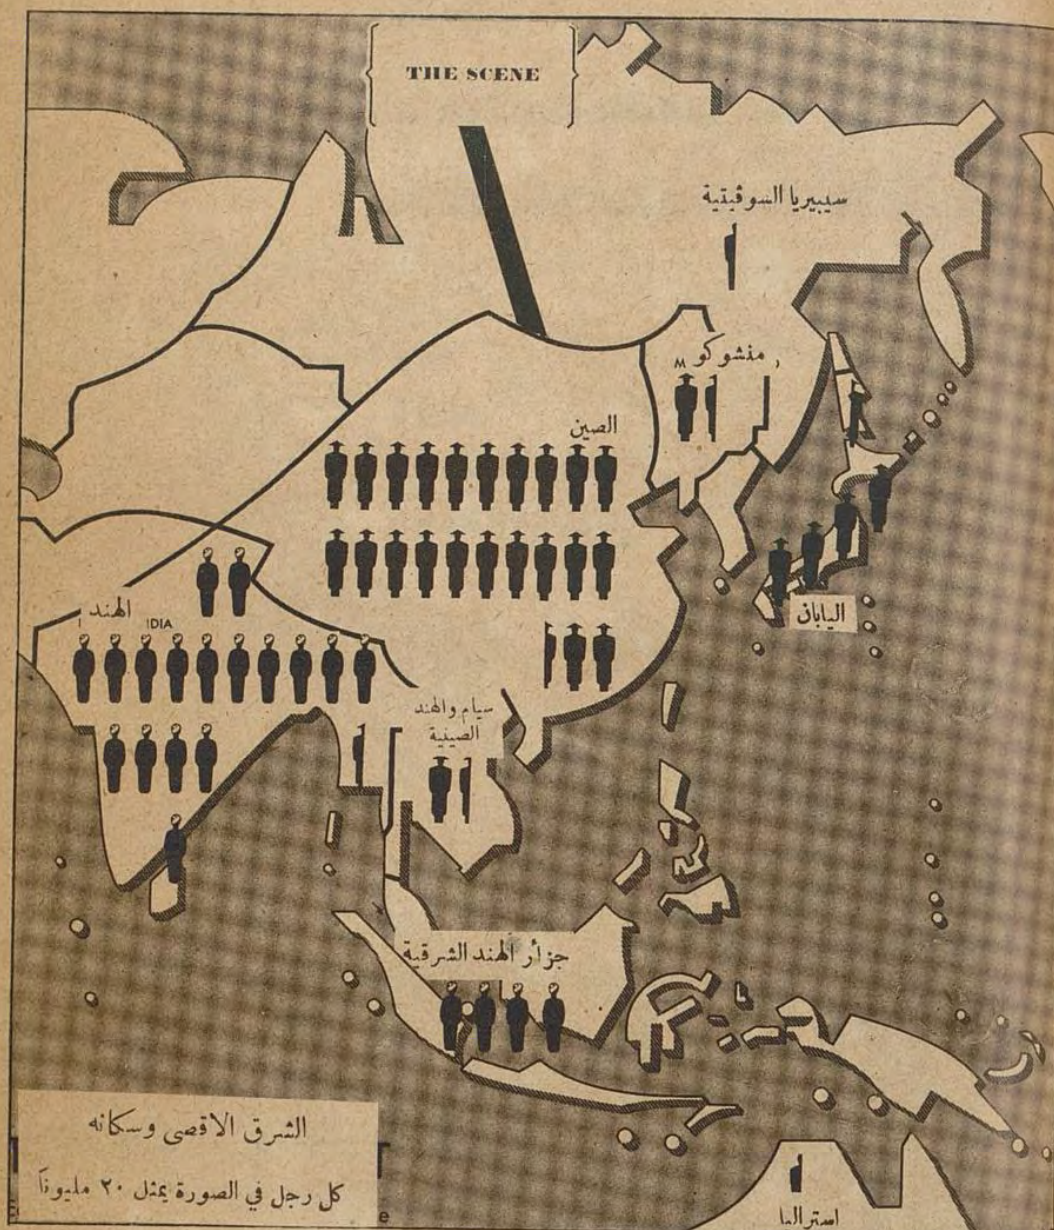 THE SCENE
سيبيريا السوڤيتية
منشوكو
M
الصين
الهند
IDIA
اليابان
سيام والهند
الصينية
جزائر الهند الشرقية
الشرق الاقصى وسكانه
كل رجل في الصورة يمثل ٢٠ مليوناً
e
استراليا